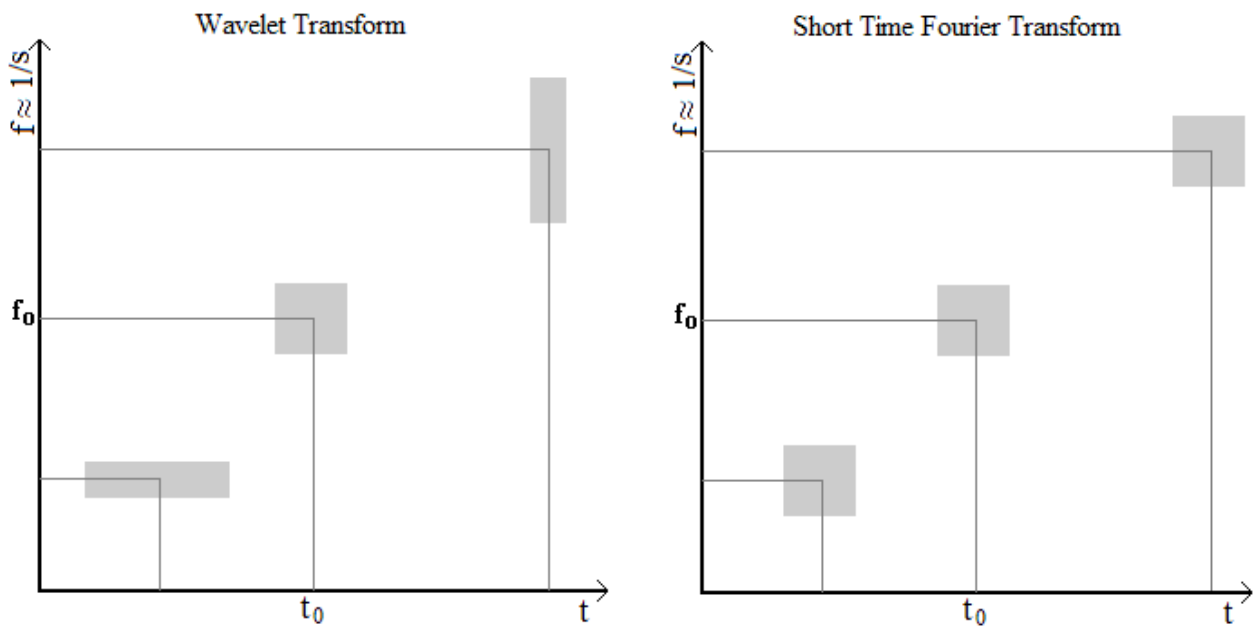 Wavelet Transform
f ≈ 1/s
f₀
t₀
t
Short Time Fourier Transform
f ≈ 1/s
f₀
t₀
t